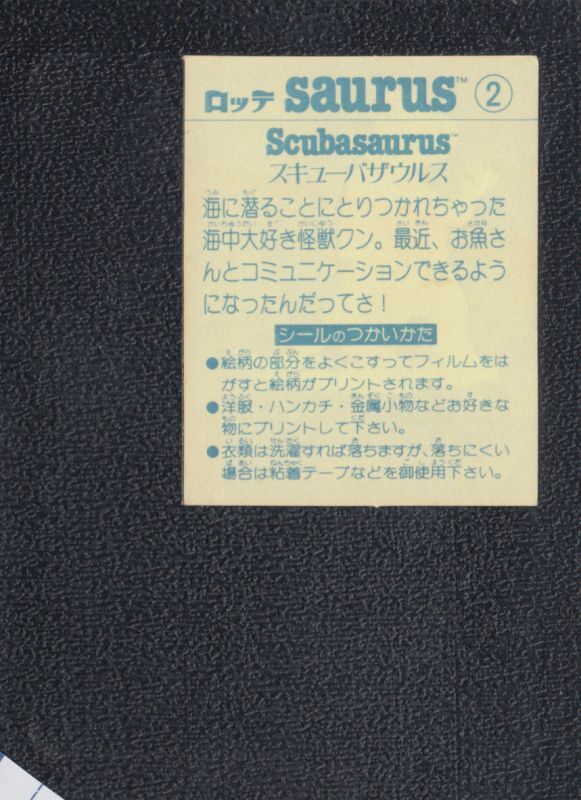 ロッテ saurus™ ②
Scubasaurus™
スキューバザウルス
海に潜ることにとりつかれちゃった
海中大好き怪獣クン。最近、お魚さ
んとコミュニケーションできるよう
になったんだってさ！
シールのつかいかた
●絵柄の部分をよくこすってフィルムをは
がすと絵柄がプリントされます。
●洋服・ハンカチ・金属小物などお好きな
物にプリントして下さい。
●衣類は洗濯すれば落ちますが、落ちにくい
場合は粘着テープなどを御使用下さい。